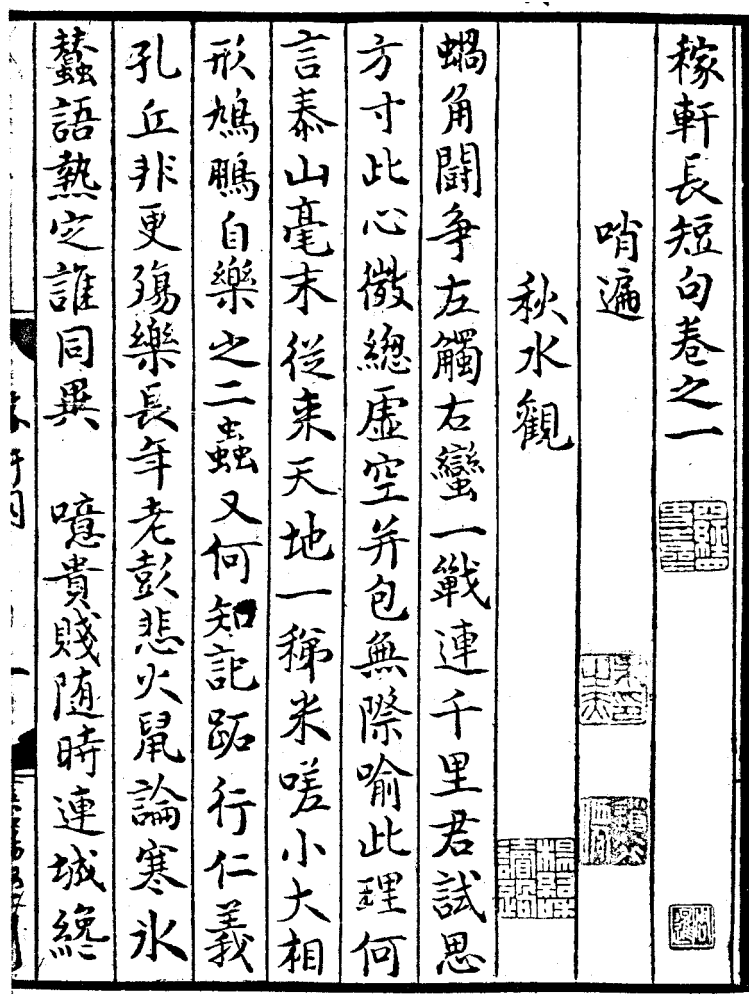 稼軒長短句卷之一
哨遍
秋水觀
蝸角鬬争左觸右蠻一戰連千里君試思
方寸此心微緫虛空并包無際喻此理何
言泰山毫末從来天地一稊米嗟小大相
形鳩鵬自樂之二蟲又何知記跖行仁義
孔丘非更殤樂長年老彭悲火鼠論寒氷
蠶語熱定誰同異 噫貴賤随時連城纔